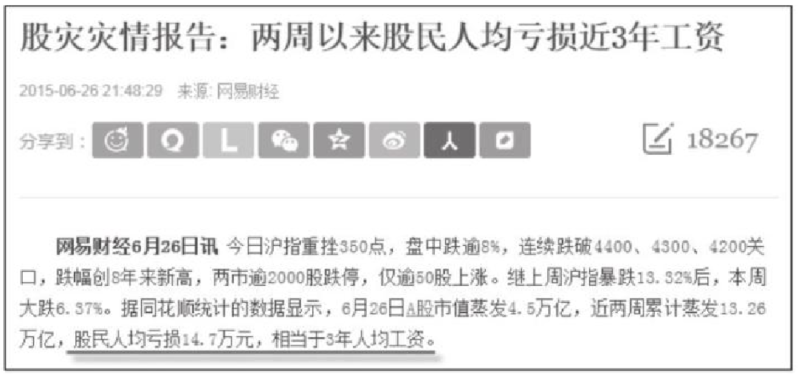 股灾灾情报告：两周以来股民人均亏损近3年工资
2015-06-26 21:48:29 来源: 网易财经
分享到：
18267
网易财经6月26日讯 今日沪指重挫350点，盘中跌逾8%，连续跌破4400、4300、4200关
口，跌幅创8年来新高，两市逾2000股跌停，仅逾50股上涨。继上周沪指暴跌13.32%后，本周
大跌6.37%。据同花顺统计的数据显示，6月26日A股市值蒸发4.5万亿，近两周累计蒸发13.26
万亿，股民人均亏损14.7万元，相当于3年人均工资。